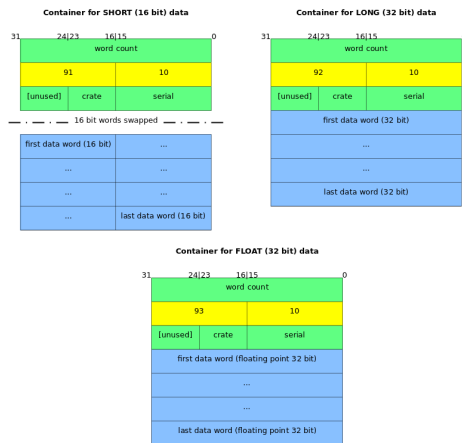 Container for SHORT (16 bit) data
31 24|23 16|15 0
word count
91 10
[unused] crate serial
16 bit words swapped
first data word (16 bit) ...
... ...
... ...
... last data word (16 bit)
Container for LONG (32 bit) data
31 24|23 16|15 0
word count
92 10
[unused] crate serial
first data word (32 bit)
...
...
last data word (32 bit)
Container for FLOAT (32 bit) data
31 24|23 16|15 0
word count
93 10
[unused] crate serial
first data word (floating point 32 bit)
...
...
last data word (floating point 32 bit)